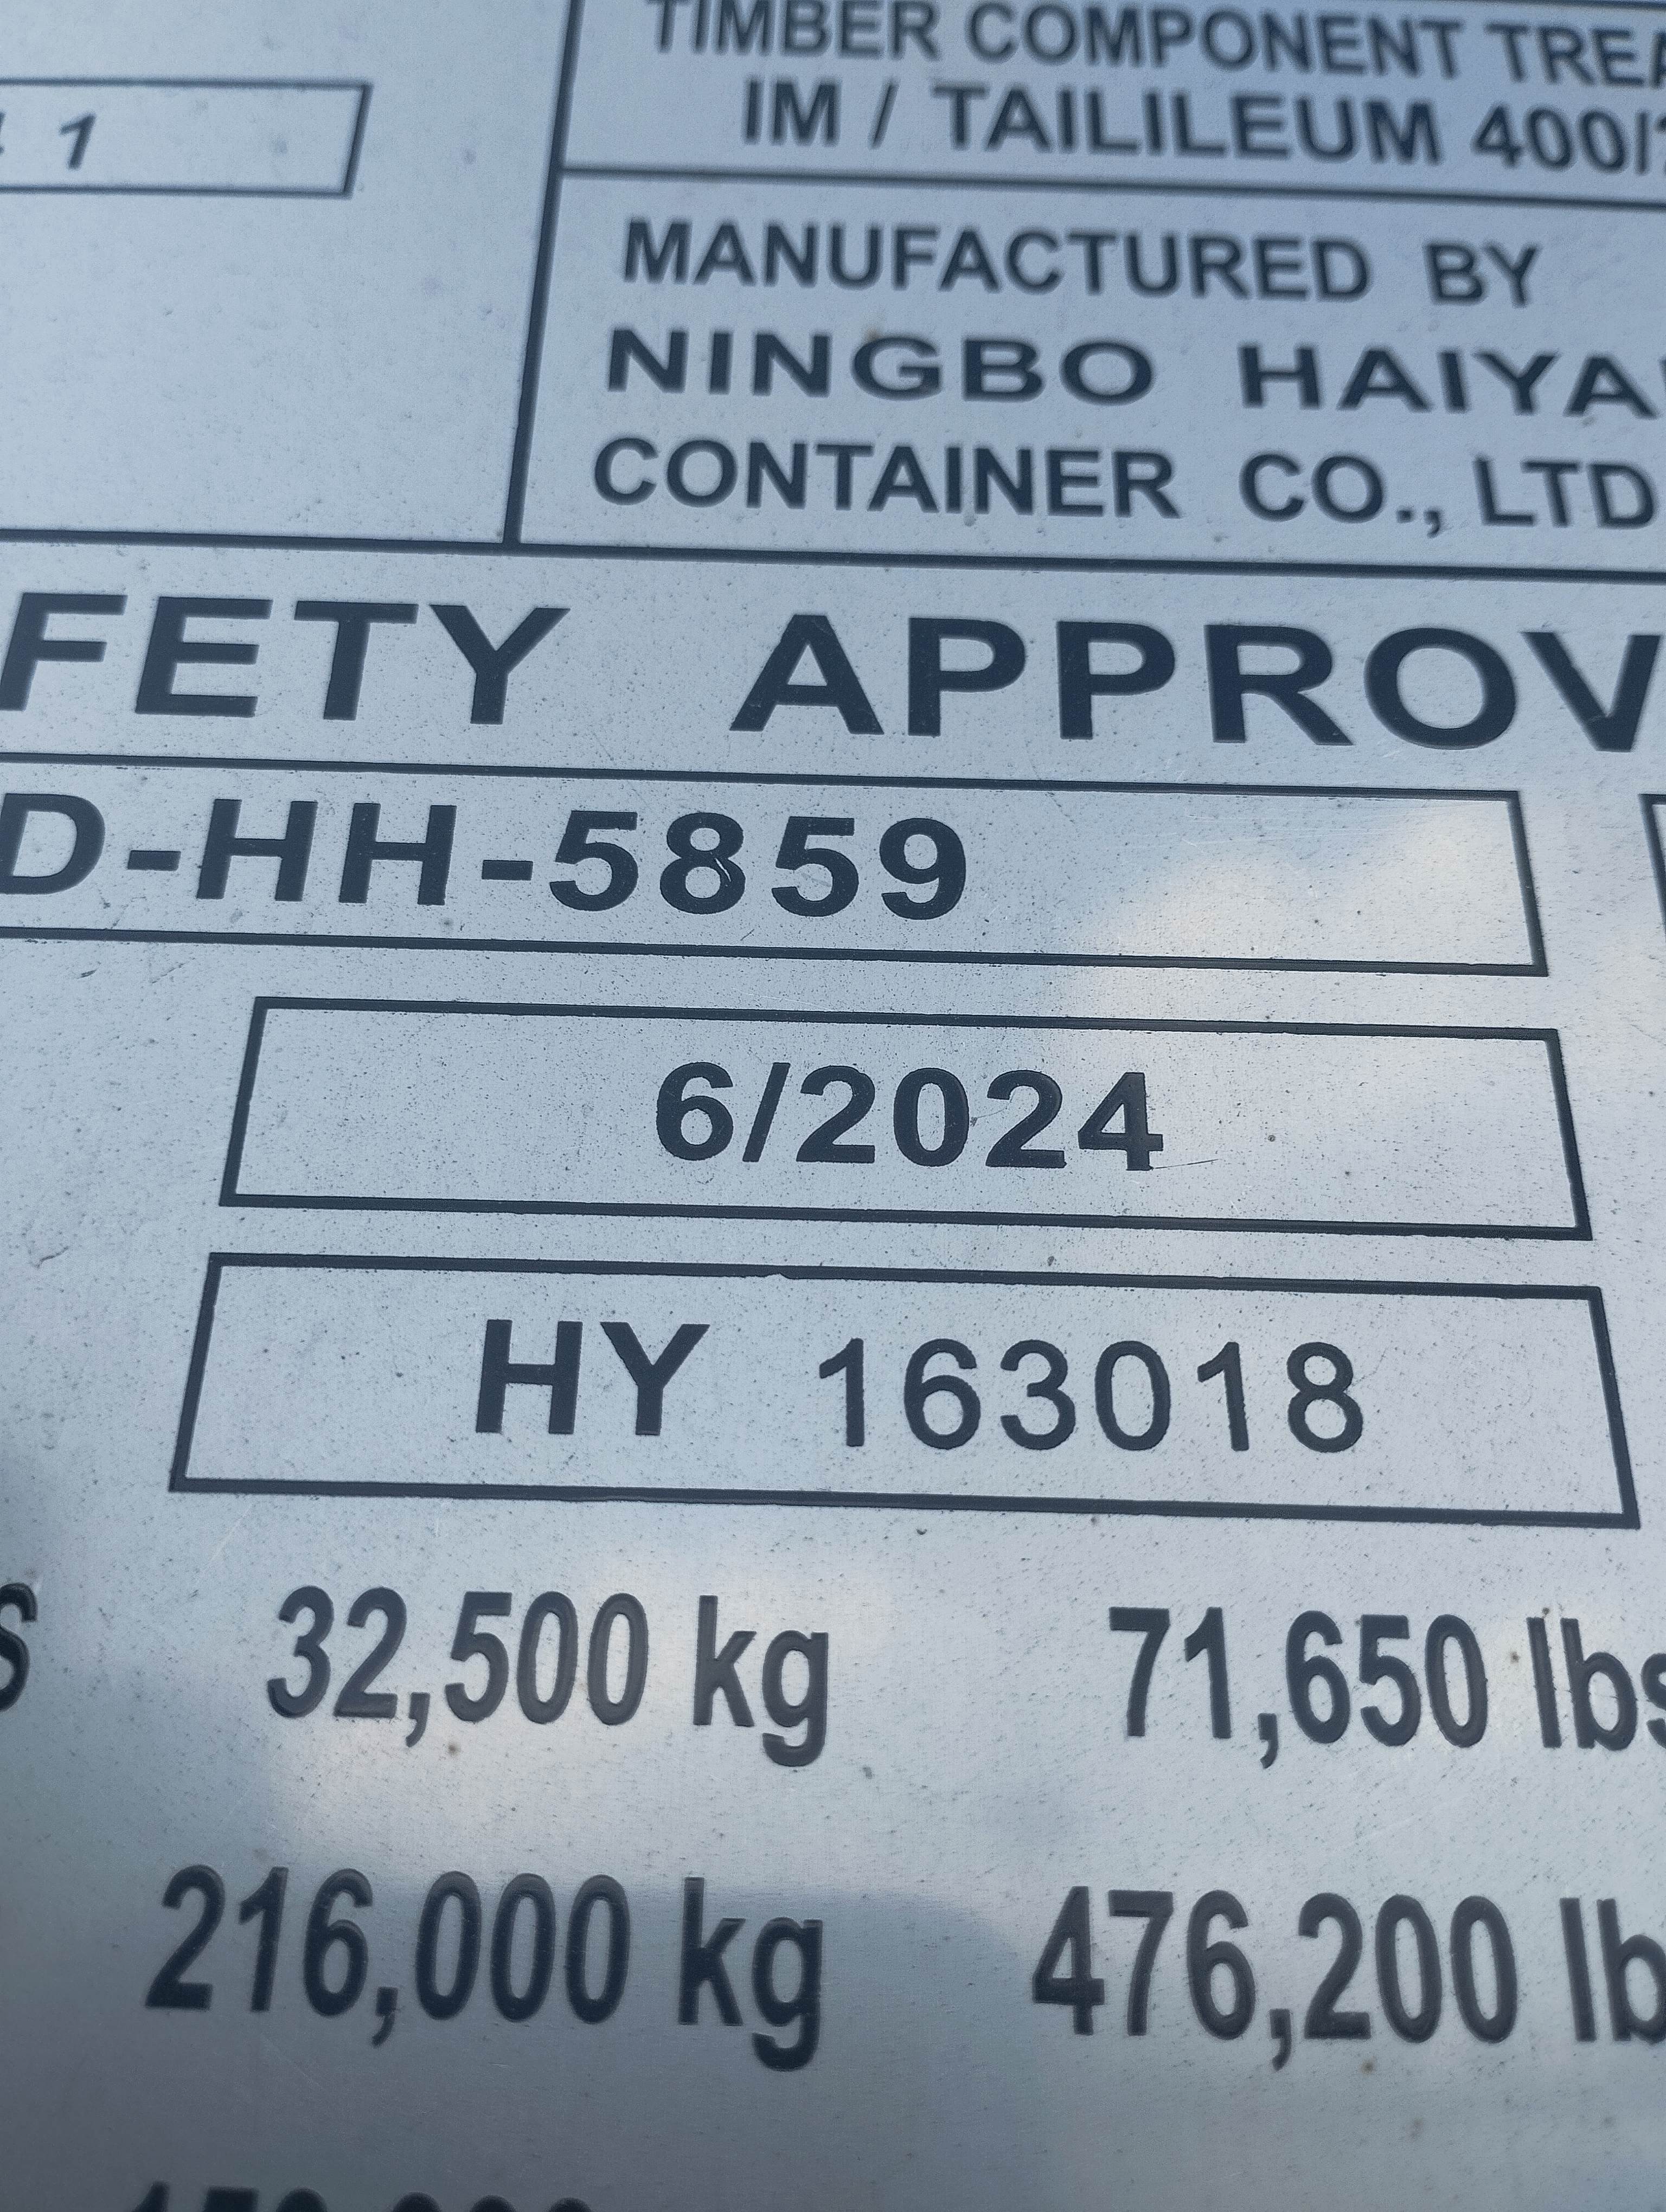 TIMBER COMPONENT TREA
1
IM / TAILILEUM 400/
MANUFACTURED BY
NINGBO HAIYA
CONTAINER CO., LTD
FETY APPROV
D-HH-5859
6/2024
HY 163018
S 32,500 kg 71,650 lbs
216,000 kg 476,200 lb